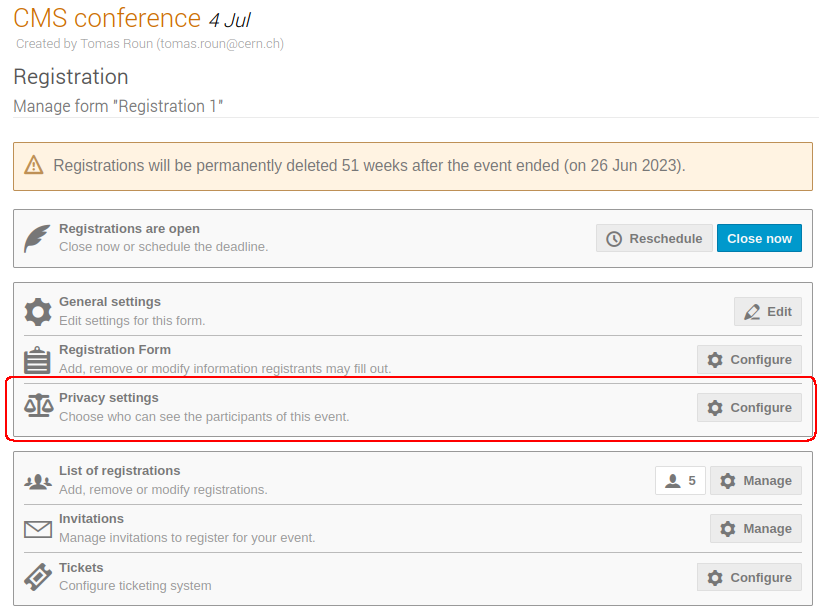 CMS conference 4 Jul
Created by Tomas Roun (tomas.roun@cern.ch)
Registration
Manage form "Registration 1"
Registrations will be permanently deleted 51 weeks after the event ended (on 26 Jun 2023).
Registrations are open
Close now or schedule the deadline.
Reschedule
Close now
General settings
Edit settings for this form.
Edit
Registration Form
Add, remove or modify information registrants may fill out.
Configure
Privacy settings
Choose who can see the participants of this event.
Configure
List of registrations
Add, remove or modify registrations.
5
Manage
Invitations
Manage invitations to register for your event.
Manage
Tickets
Configure ticketing system
Configure